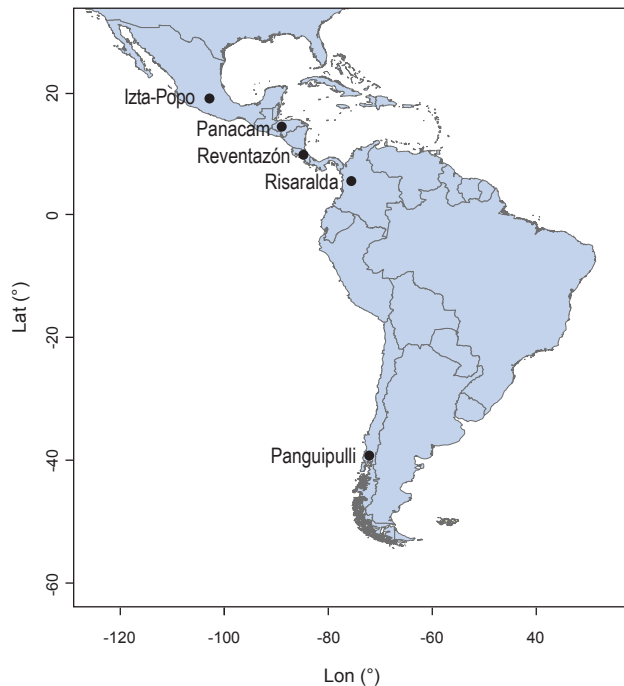 20
Izta-Popo
Panacam
Reventazón
Risaralda
0
Lat (°)
-20
-40
Panguipulli
-60
-120 -100 -80 -60 40
Lon (°)